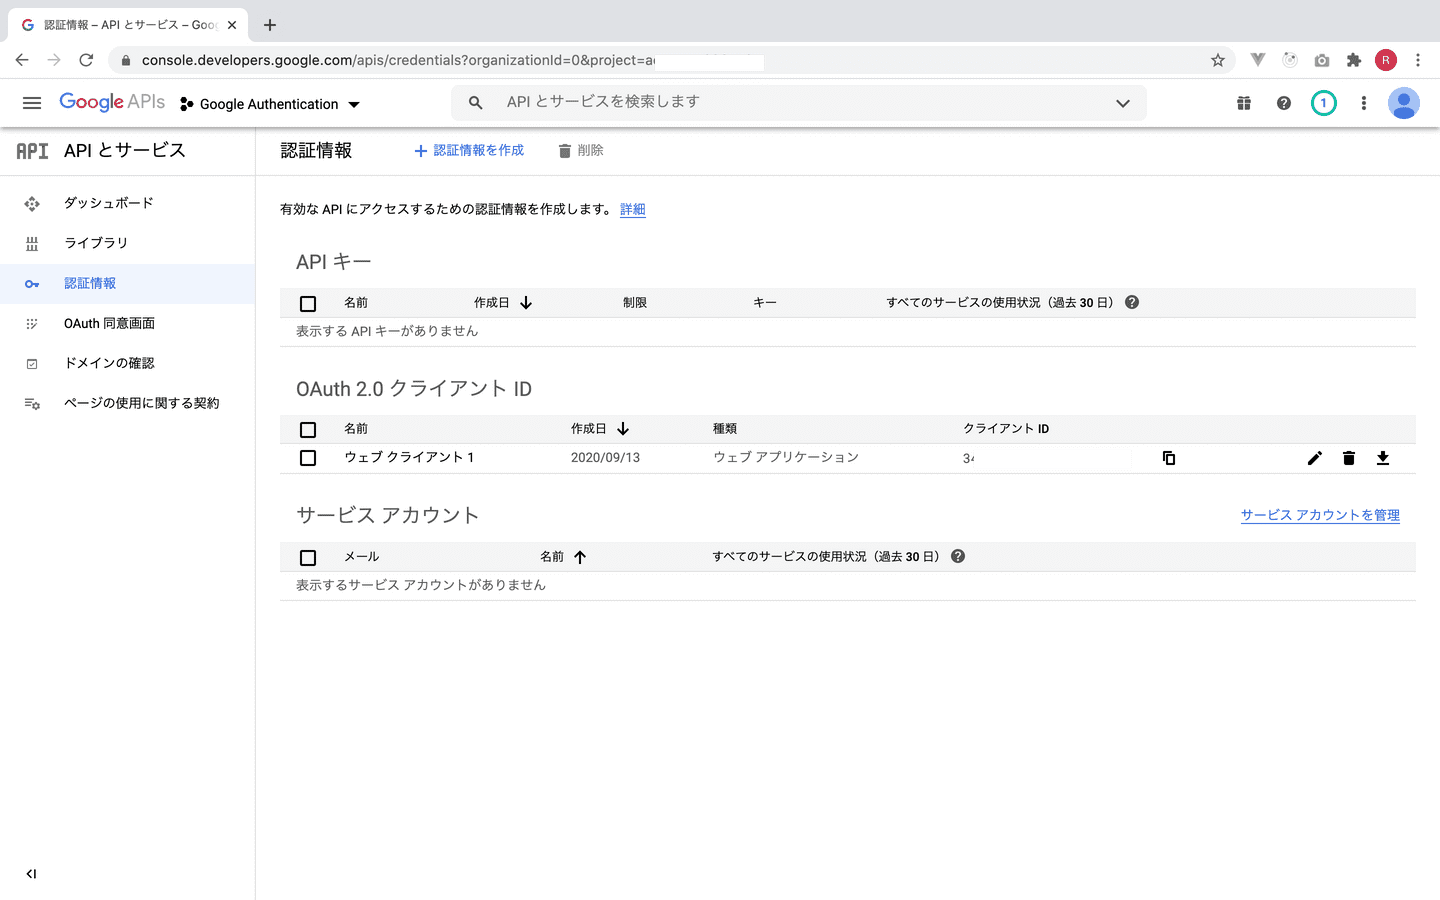 認証情報 – API とサービス – Goo
console.developers.google.com/apis/credentials?organizationId=0&project=a
R
Google APIs
Google Authentication
API とサービスを検索します
1
API API とサービス
認証情報
認証情報を作成
削除
ダッシュボード
ライブラリ
認証情報
OAuth 同意画面
ドメインの確認
ページの使用に関する契約
有効な API にアクセスするための認証情報を作成します。 詳細
API キー
名前 作成日 制限 キー すべてのサービスの使用状況（過去 30 日）
表示する API キーがありません
OAuth 2.0 クライアント ID
名前 作成日 種類 クライアント ID
ウェブ クライアント 1 2020/09/13 ウェブ アプリケーション 34
サービス アカウント
サービス アカウントを管理
メール 名前 すべてのサービスの使用状況（過去 30 日）
表示するサービス アカウントがありません